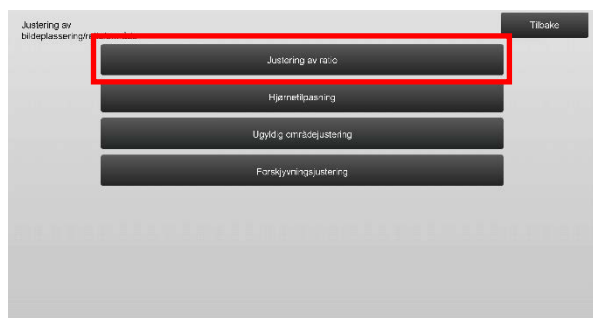 Justering av
Tilbake
bildeplassering/
Justering av ratio
Hjørnetilpasning
Ugyldig områdejustering
Forskjyvningsjustering